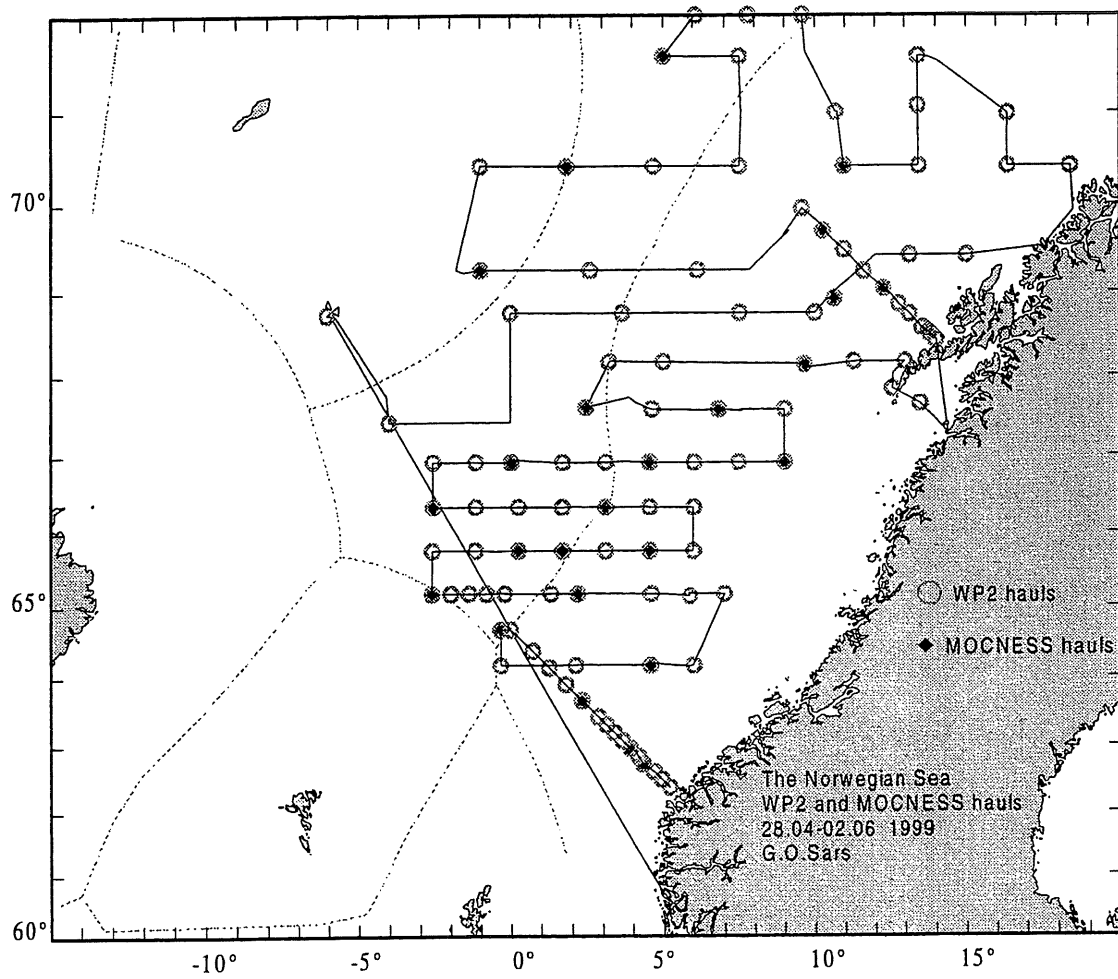 70°
65°
60°
-10° -5° 0° 5° 10° 15°
WP2 hauls
MOCNESS hauls
The Norwegian Sea
WP2 and MOCNESS hauls
28.04-02.06 1999
G.O.Sars